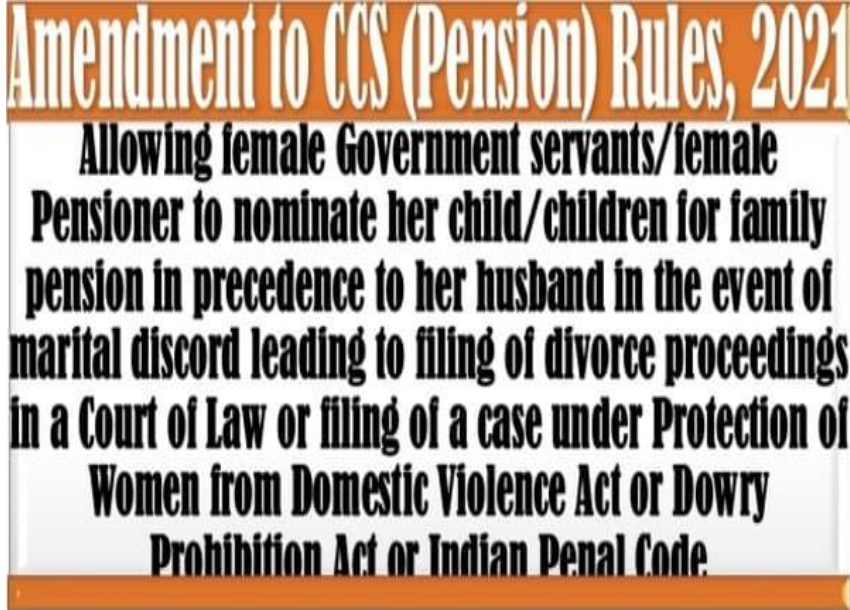 Amendment to CCS (Pension) Rules, 2021
Allowing female Government servants/female
Pensioner to nominate her child/children for family
pension in precedence to her husband in the event of
marital discord leading to filing of divorce proceedings
in a Court of Law or filing of a case under Protection of
Women from Domestic Violence Act or Dowry
Prohibition Act or Indian Penal Code